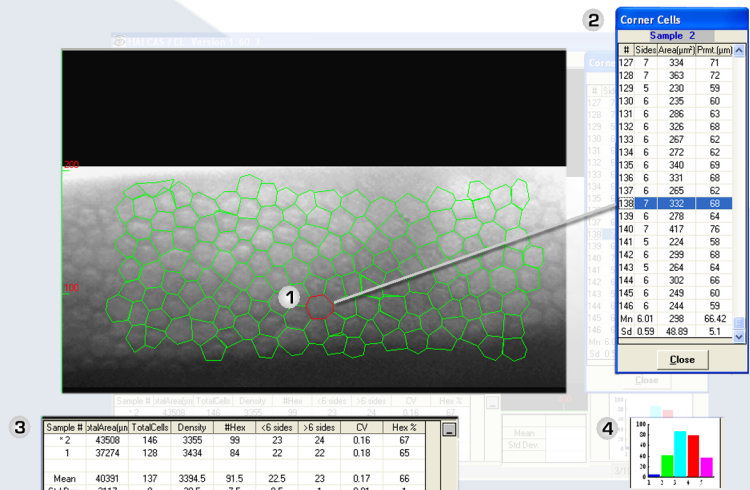 2
Corner Cells
Sample 2
# Sides Area(µm²) Prmt.(µm)
127 7 334 71
128 7 363 72
129 5 230 59
130 6 235 60
131 6 286 63
132 6 326 68
133 6 267 62
134 6 272 62
135 6 340 69
136 6 331 68
137 6 265 62
138 7 332 68
139 6 278 64
140 7 417 76
141 5 224 58
142 6 299 68
143 5 264 64
144 6 302 66
145 6 249 60
146 6 244 59
Mn 6.01 298 66.42
Sd 0.59 48.89 5.1
Close
200
100
1
3
Sample # otalArea(µm TotalCells Density #Hex <6 sides >6 sides CV Hex %
* 2 43508 146 3355 99 23 24 0.16 67
1 37274 128 3434 84 22 22 0.18 65
Mean 40391 137 3394.5 91.5 22.5 23 0.17 66
4
100
80
60
40
20
0
1 2 3 4 5